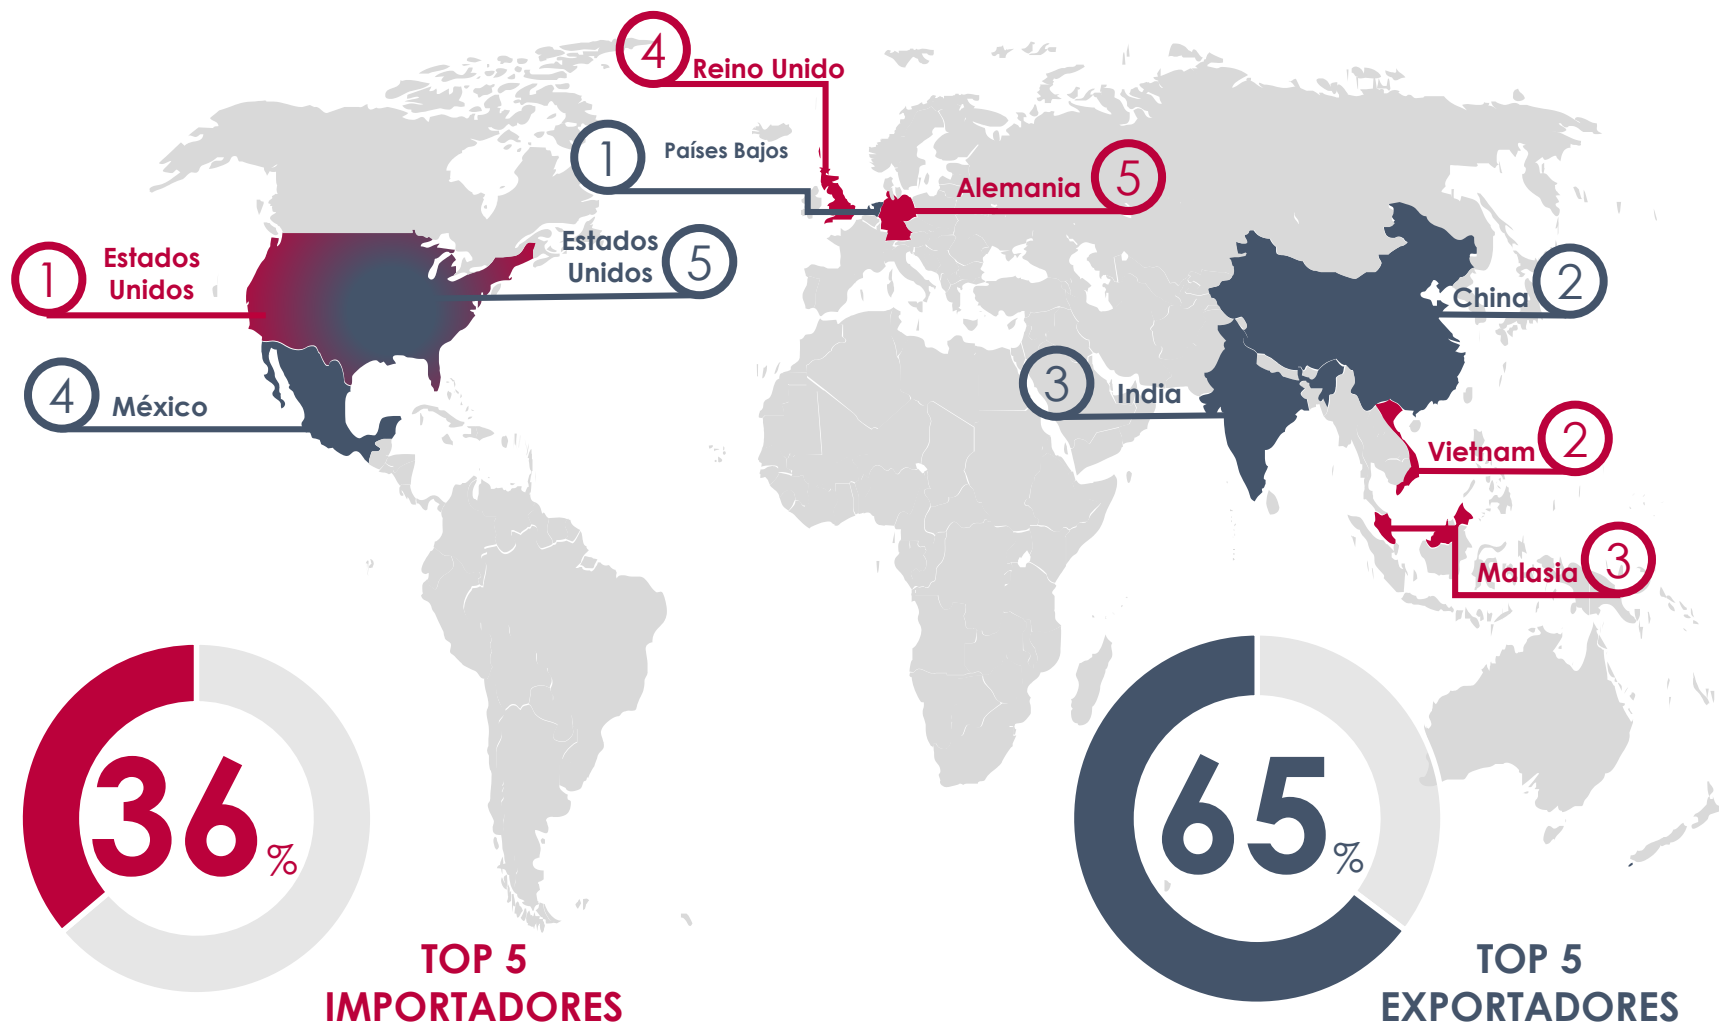 4
Reino Unido
1
Países Bajos
Alemania
5
1
Estados
Unidos
Estados
Unidos
5
2
China
4
México
3
India
Vietnam
2
Malasia
3
36%
65%
TOP 5
IMPORTADORES
TOP 5
EXPORTADORES